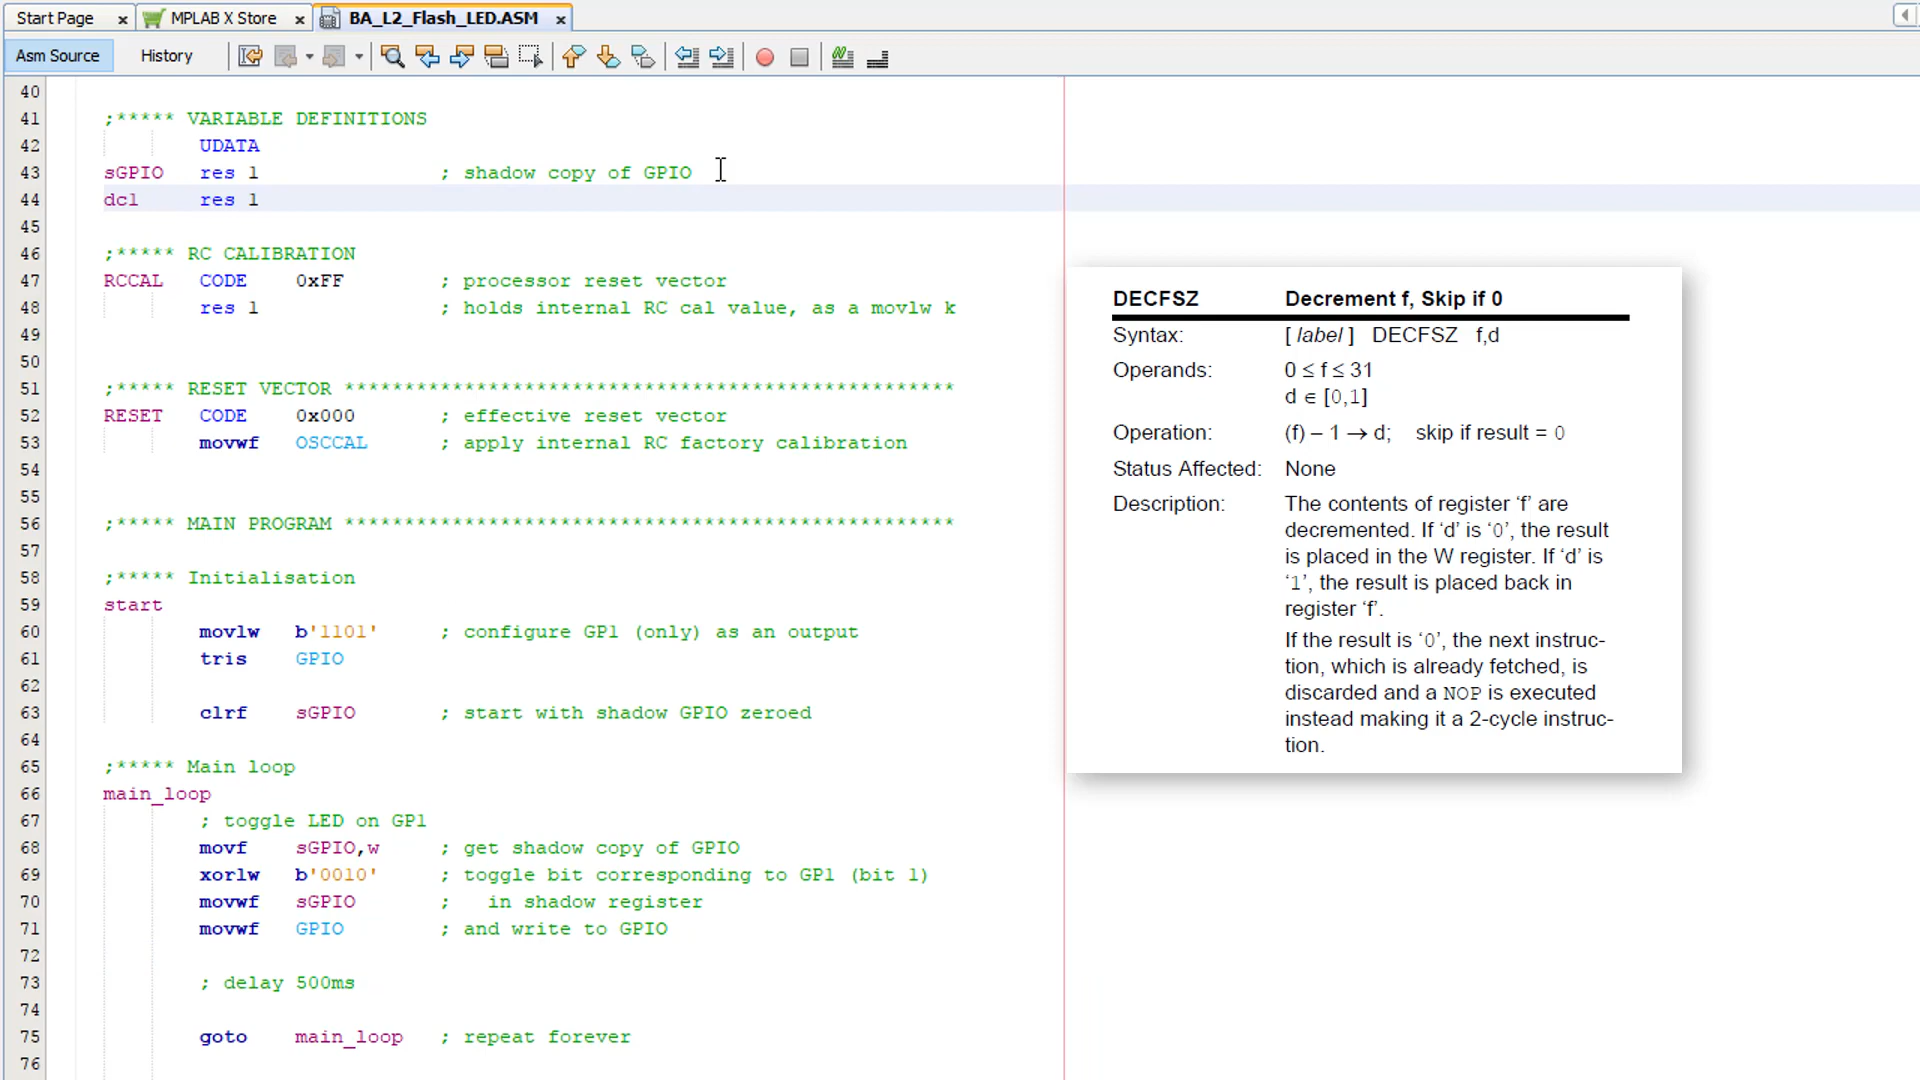 Start Page
MPLAB X Store
BA_L2_Flash_LED.ASM
Asm Source
History
40
41 ;***** VARIABLE DEFINITIONS
42 UDATA
43 sGPIO res 1 ; shadow copy of GPIO
44 dc1 res 1
45
46 ;***** RC CALIBRATION
47 RCCAL CODE 0xFF ; processor reset vector
48 res 1 ; holds internal RC cal value, as a movlw k
49
50
51 ;***** RESET VECTOR ***************************************************
52 RESET CODE 0x000 ; effective reset vector
53 movwf OSCCAL ; apply internal RC factory calibration
54
55
56 ;***** MAIN PROGRAM ***************************************************
57
58 ;***** Initialisation
59 start
60 movlw b'1101' ; configure GP1 (only) as an output
61 tris GPIO
62
63 clrf sGPIO ; start with shadow GPIO zeroed
64
65 ;***** Main loop
66 main_loop
67 ; toggle LED on GP1
68 movf sGPIO,w ; get shadow copy of GPIO
69 xorlw b'0010' ; toggle bit corresponding to GP1 (bit 1)
70 movwf sGPIO ; in shadow register
71 movwf GPIO ; and write to GPIO
72
73 ; delay 500ms
74
75 goto main_loop ; repeat forever
76
DECFSZ Decrement f, Skip if 0
Syntax: [ label ] DECFSZ f,d
Operands: 0 ≤ f ≤ 31
d ∈ [0,1]
Operation: (f) – 1 → d; skip if result = 0
Status Affected: None
Description: The contents of register ‘f’ are
decremented. If ‘d’ is ‘0’, the result
is placed in the W register. If ‘d’ is
‘1’, the result is placed back in
register ‘f’.
If the result is ‘0’, the next instruc-
tion, which is already fetched, is
discarded and a NOP is executed
instead making it a 2-cycle instruc-
tion.